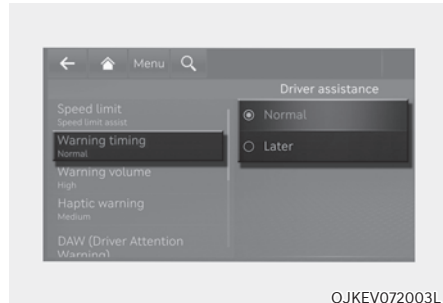 Menu
Driver assistance
Speed limit
Speed limit assist
Warning timing
Normal
Warning volume
High
Haptic warning
Medium
DAW (Driver Attention
Warning)
Normal
Later
OJKEV072003L